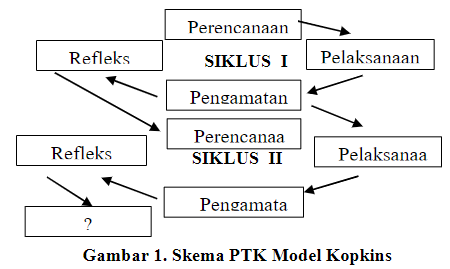 Perencanaan
Refleks
SIKLUS I
Pelaksanaan
Pengamatan
Perencanaa
Refleks
SIKLUS II
Pelaksanaa
Pengamata
?
Gambar 1. Skema PTK Model Kopkins